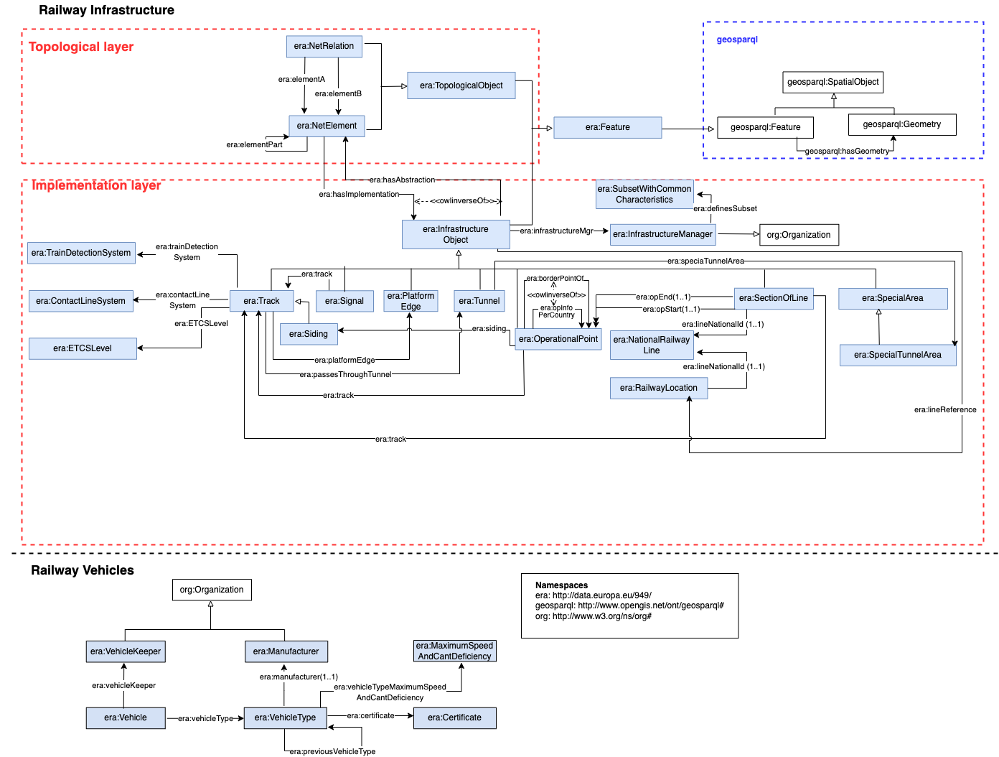 Railway Infrastructure
Topological layer
era:NetRelation
era:elementA
era:elementB
era:TopologicalObject
era:NetElement
era:elementPart
era:Feature
geosparql
geosparql:SpatialObject
geosparql:Feature
geosparql:Geometry
geosparql:hasGeometry
Implementation layer
era:hasAbstraction
era:hasImplementation
<<owlinverseOf>>
era:SubsetWithCommon
Characteristics
era:definesSubset
era:Infrastructure
Object
era:infrastructureMgr
era:InfrastructureManager
org:Organization
era:TrainDetectionSystem
era:trainDetection
System
era:speciaTunnelArea
era:track
era:borderPointOf
<<owlinverseOf>>
era:opInfo
PerCountry
era:ContactLineSystem
era:contactLine
System
era:Track
era:Signal
era:Platform
Edge
era:Tunnel
era:opEnd(1..1)
era:opStart(1..1)
era:SectionOfLine
era:SpecialArea
era:ETCSLevel
era:lineNationalId (1..1)
era:Siding
era:siding
era:OperationalPoint
era:NationalRailway
Line
era:ETCSLevel
era:SpecialTunnelArea
era:platformEdge
era:lineNationalId (1..1)
era:passesThroughTunnel
era:RailwayLocation
era:track
era:lineReference
era:track
Railway Vehicles
org:Organization
Namespaces
era: http://data.europa.eu/949/
geosparql: http://www.opengis.net/ont/geosparql#
org: http://www.w3.org/ns/org#
era:VehicleKeeper
era:Manufacturer
era:MaximumSpeed
AndCantDeficiency
era:vehicleKeeper
era:manufacturer(1..1)
era:vehicleTypeMaximumSpeed
AndCantDeficiency
era:Vehicle
era:vehicleType
era:VehicleType
era:certificate
era:Certificate
era:previousVehicleType